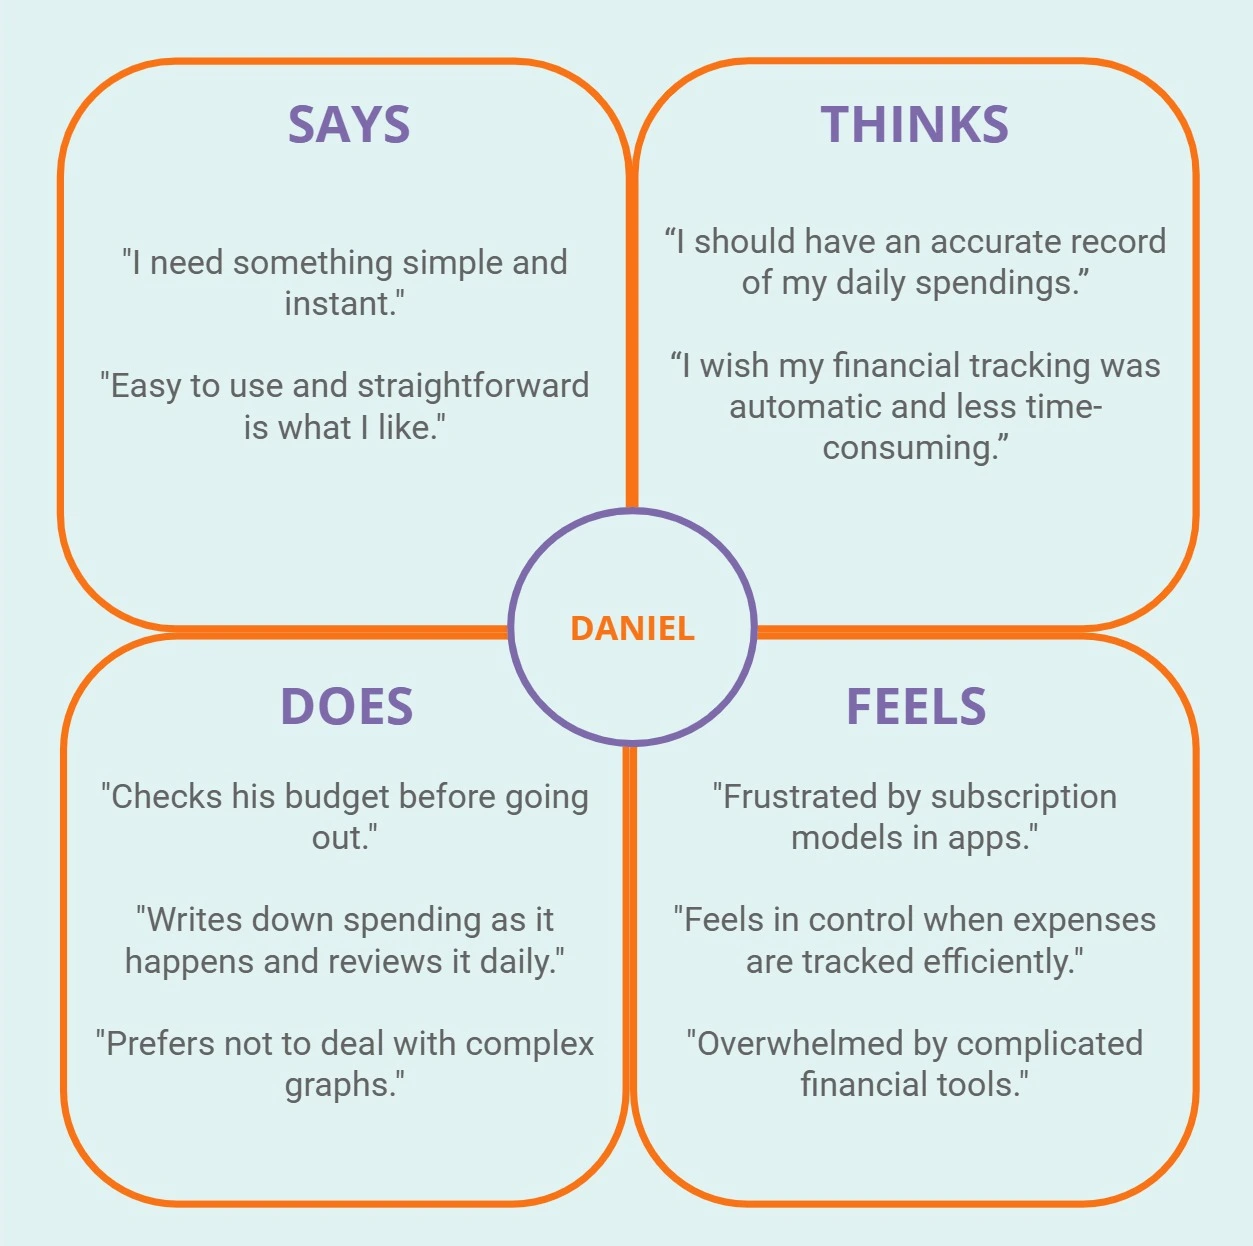 SAYS
"I need something simple and
instant."
"Easy to use and straightforward
is what I like."
THINKS
“I should have an accurate record
of my daily spendings.”
“I wish my financial tracking was
automatic and less time-
consuming.”
DANIEL
DOES
"Checks his budget before going
out."
"Writes down spending as it
happens and reviews it daily."
"Prefers not to deal with complex
graphs."
FEELS
"Frustrated by subscription
models in apps."
"Feels in control when expenses
are tracked efficiently."
"Overwhelmed by complicated
financial tools."